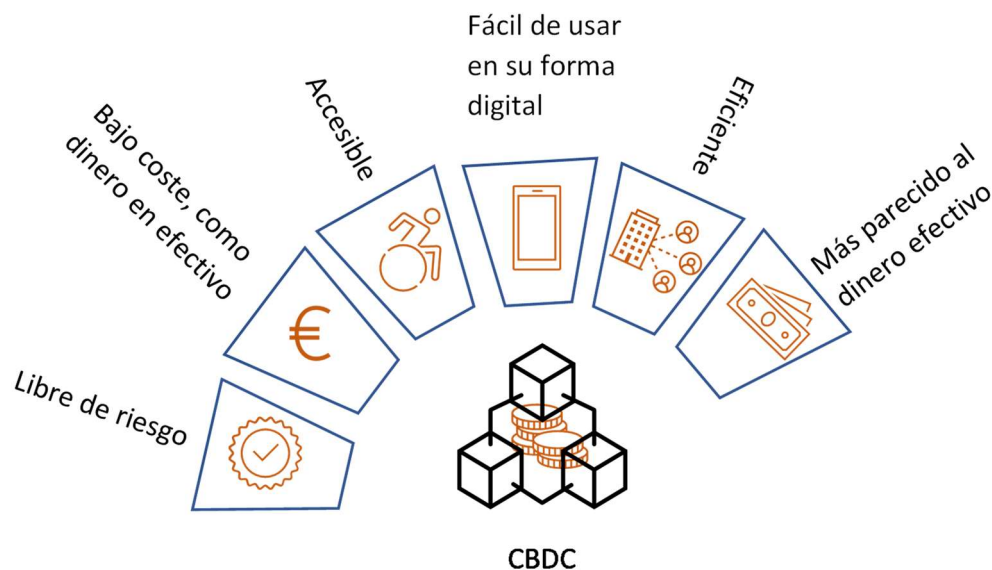 Libre de riesgo
Bajo coste, como
dinero en efectivo
Accesible
Fácil de usar
en su forma
digital
Eficiente
Más parecido al
dinero efectivo
€
CBDC